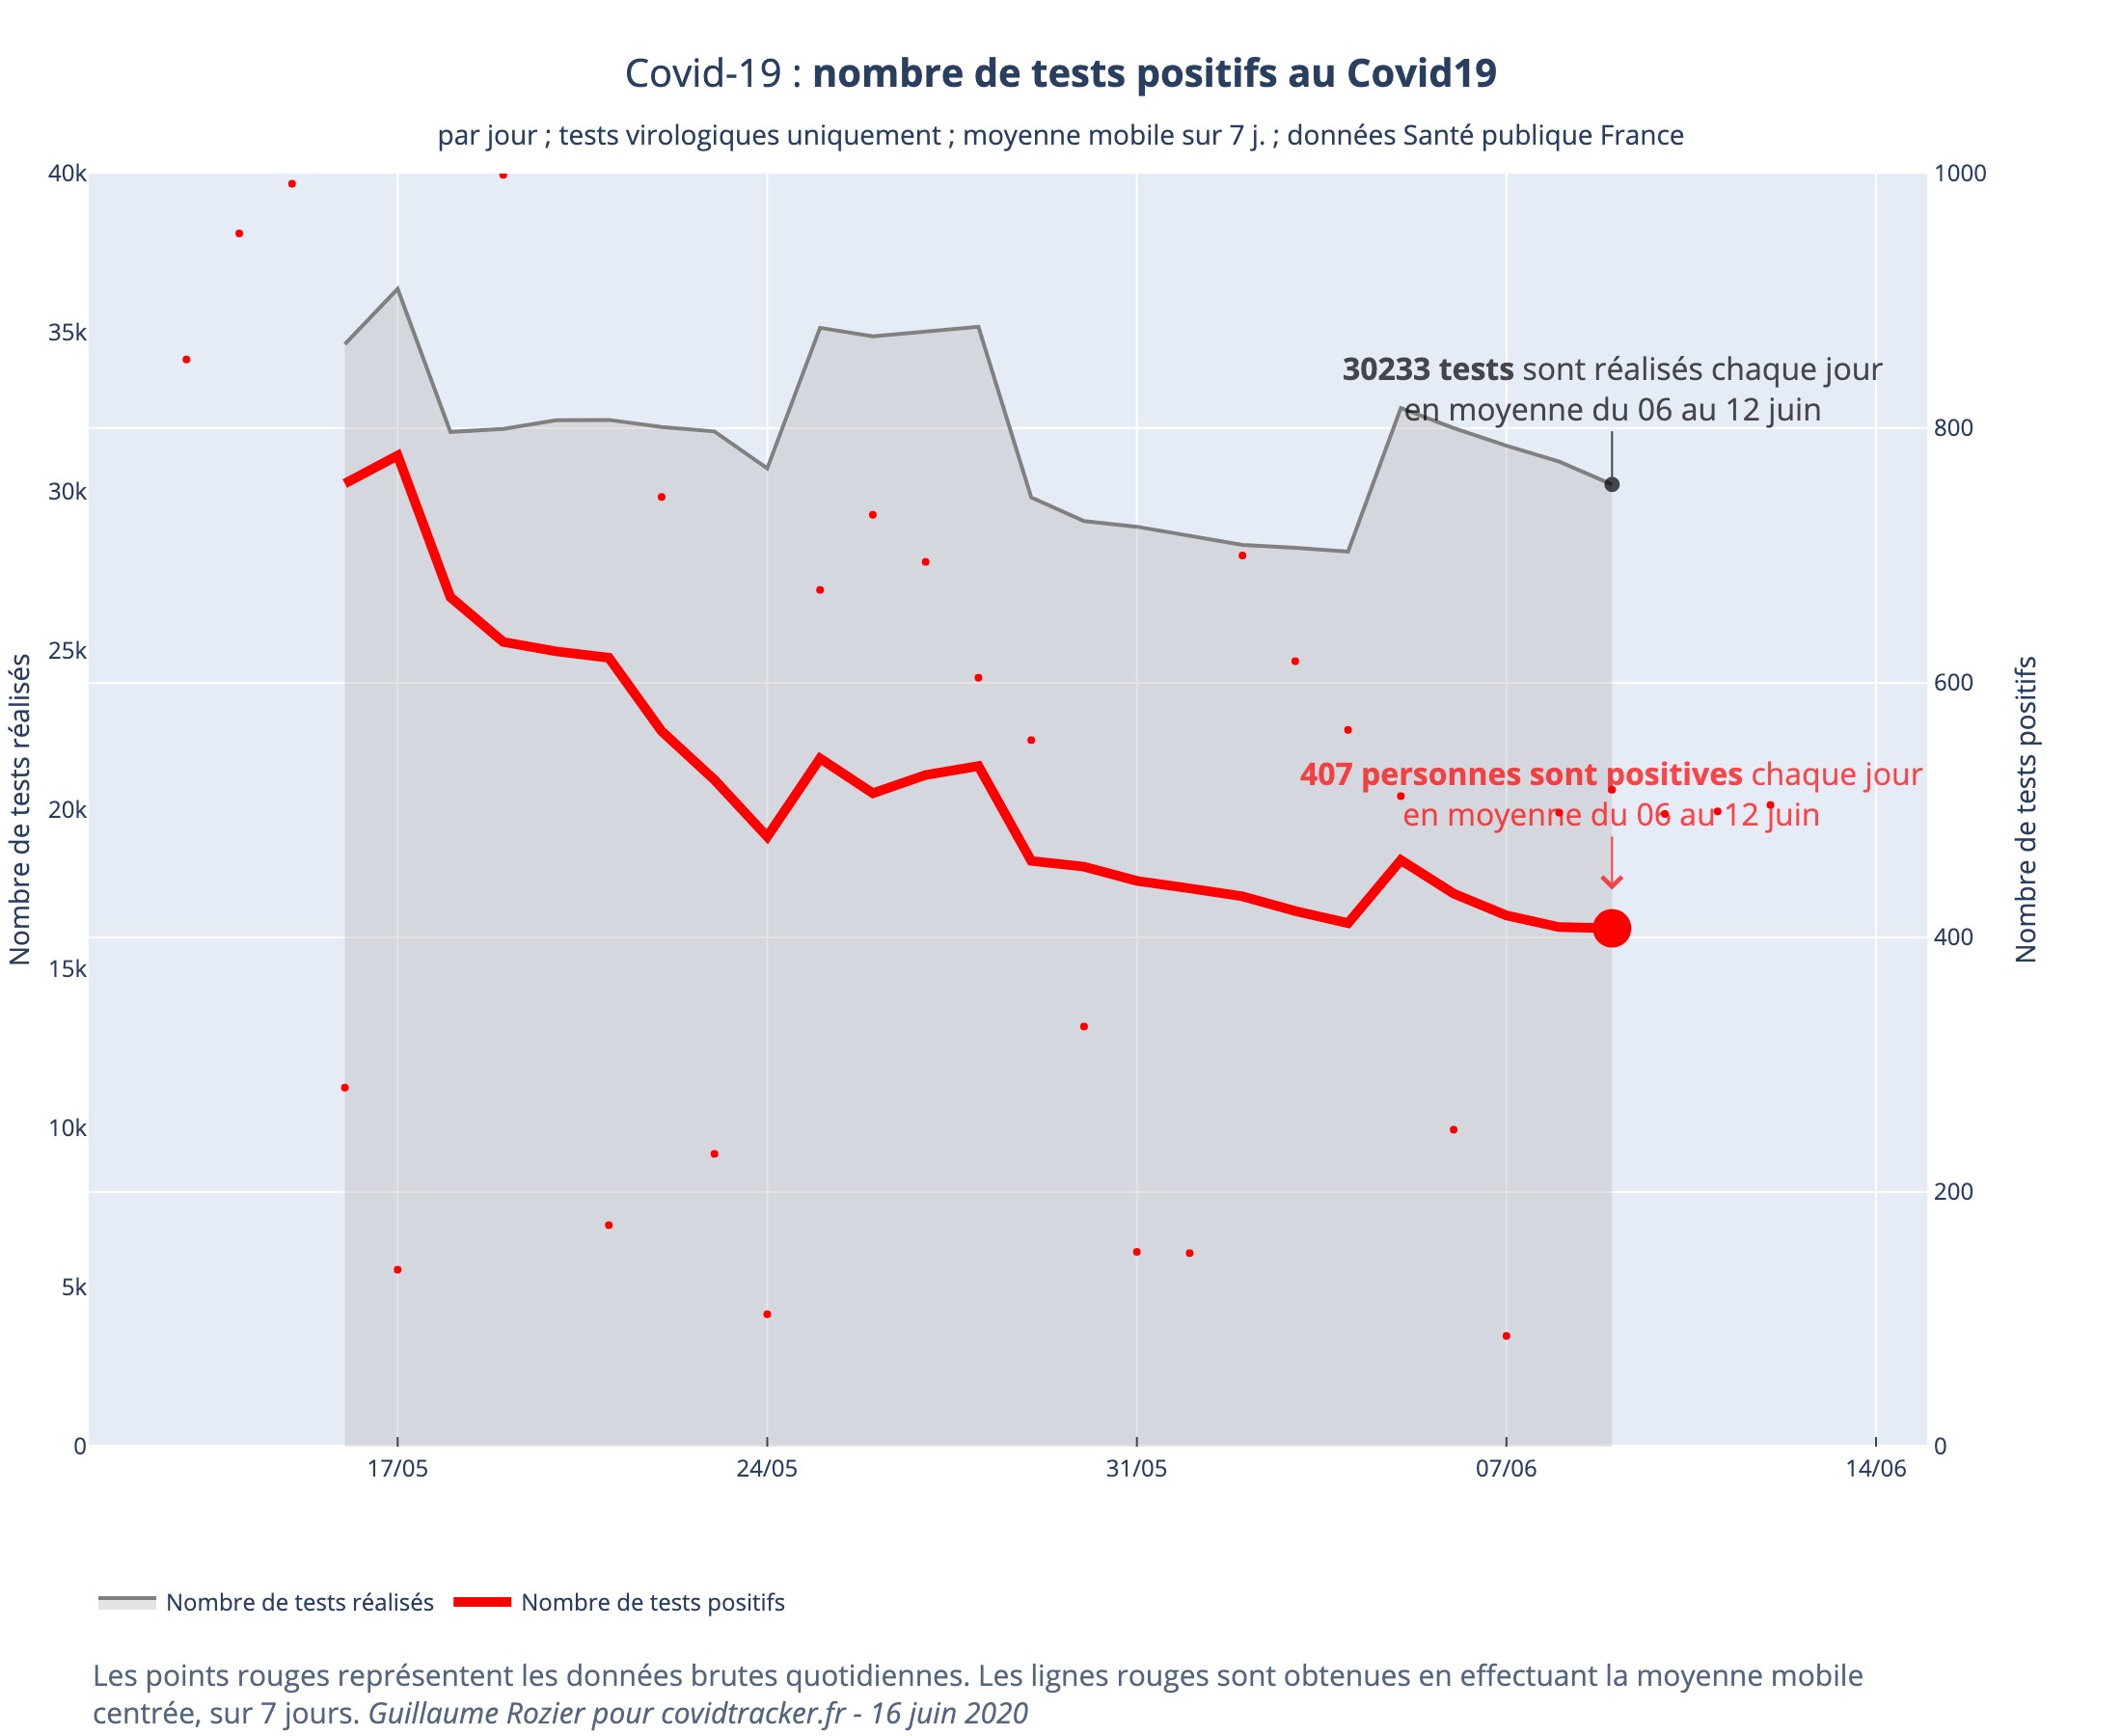 Covid-19 : nombre de tests positifs au Covid19
par jour ; tests virologiques uniquement ; moyenne mobile sur 7 j. ; données Santé publique France
40k
35k
30k
25k
20k
15k
10k
5k
0
Nombre de tests réalisés
1000
800
600
400
200
0
Nombre de tests positifs
30233 tests sont réalisés chaque jour
en moyenne du 06 au 12 juin
407 personnes sont positives chaque jour
en moyenne du 06 au 12 juin
17/05
24/05
31/05
07/06
14/06
Nombre de tests réalisés
Nombre de tests positifs
Les points rouges représentent les données brutes quotidiennes. Les lignes rouges sont obtenues en effectuant la moyenne mobile
centrée, sur 7 jours. Guillaume Rozier pour covidtracker.fr - 16 juin 2020